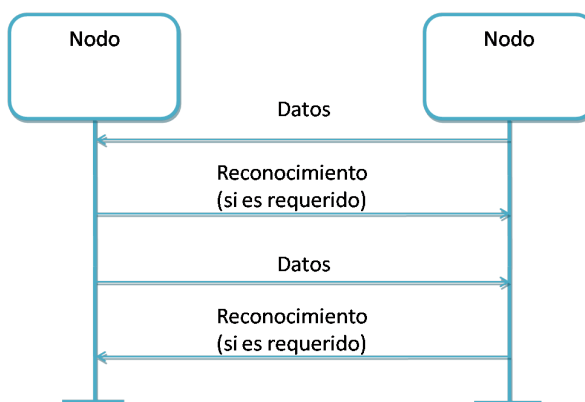 Nodo
Nodo
Datos
Reconocimiento
(si es requerido)
Datos
Reconocimiento
(si es requerido)